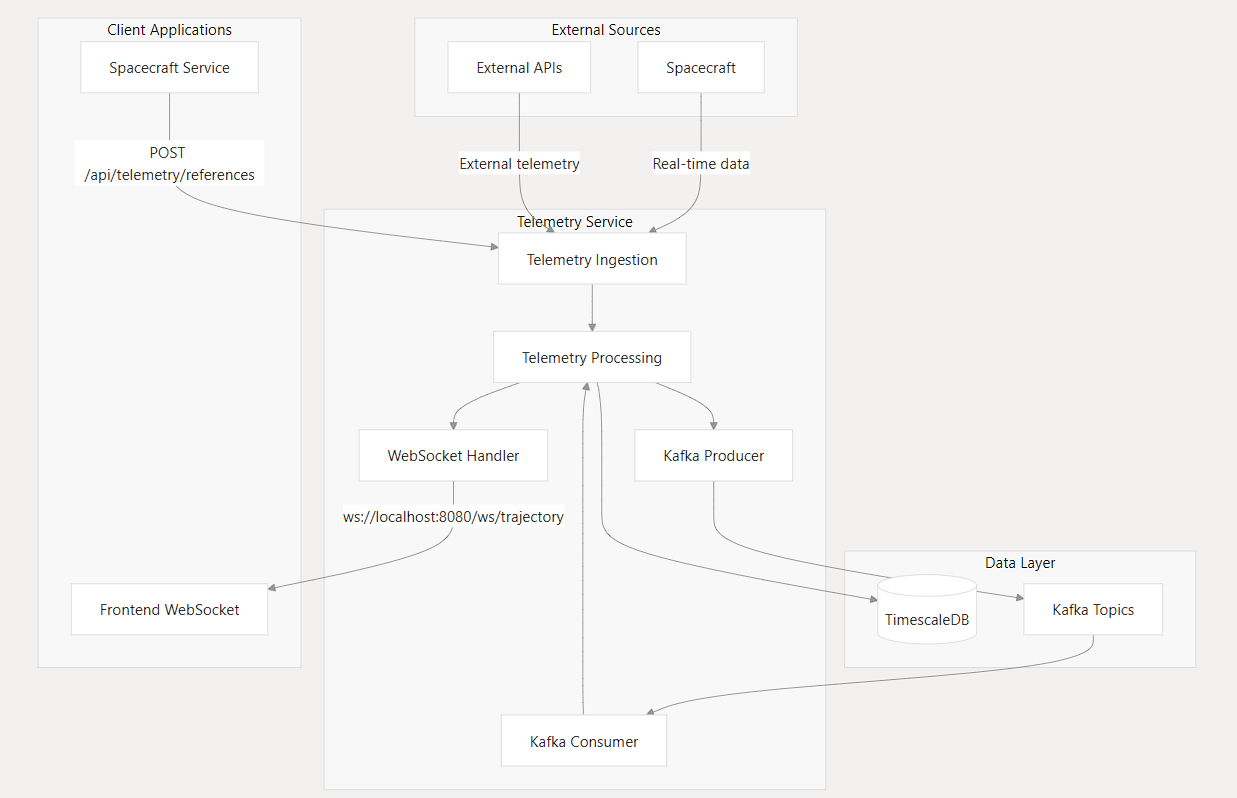 Client Applications
Spacecraft Service
POST
/api/telemetry/references
External Sources
External APIs
Spacecraft
External telemetry
Real-time data
Telemetry Service
Telemetry Ingestion
Telemetry Processing
WebSocket Handler
Kafka Producer
ws://localhost:8080/ws/trajectory
Frontend WebSocket
Data Layer
TimescaleDB
Kafka Topics
Kafka Consumer